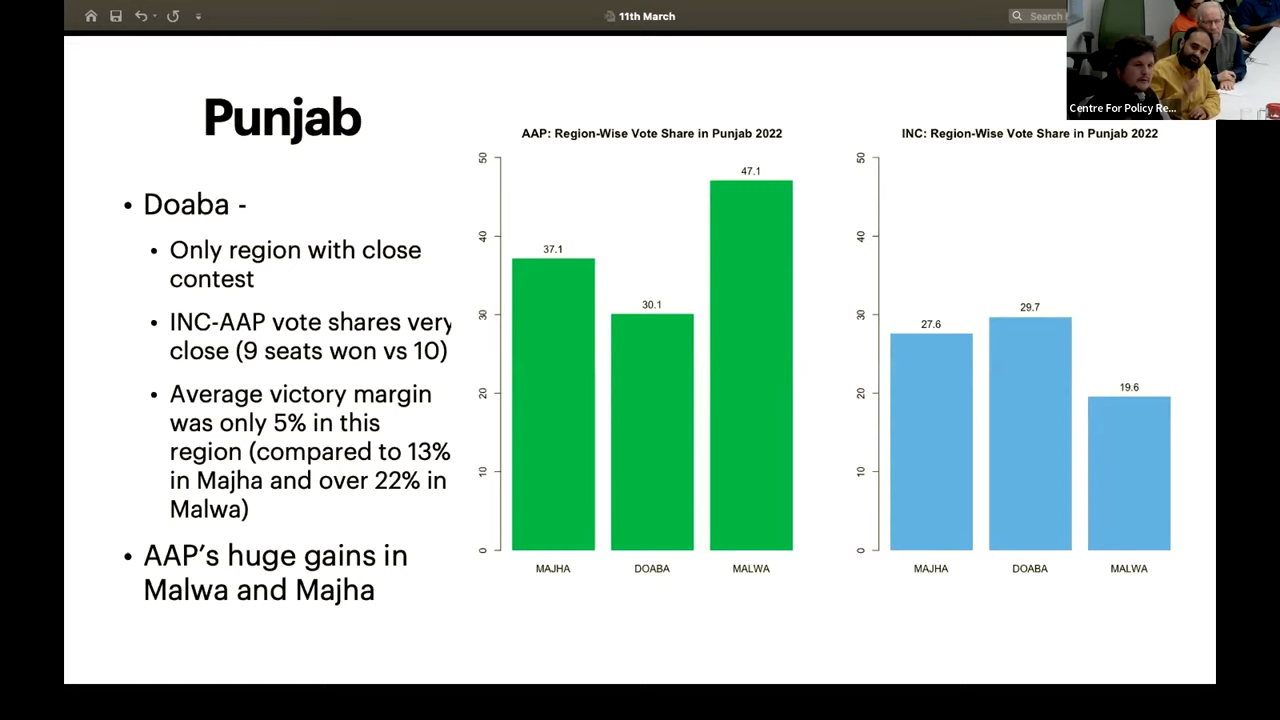 11th March
Search
Centre For Policy Re...
Punjab
• Doaba -
• Only region with close
contest
• INC-AAP vote shares very
close (9 seats won vs 10)
• Average victory margin
was only 5% in this
region (compared to 13%
in Majha and over 22% in
Malwa)
• AAP’s huge gains in
Malwa and Majha
AAP: Region-Wise Vote Share in Punjab 2022
50
40
30
20
10
0
37.1
30.1
47.1
MAJHA DOABA MALWA
INC: Region-Wise Vote Share in Punjab 2022
50
40
30
20
10
0
27.6
29.7
19.6
MAJHA DOABA MALWA